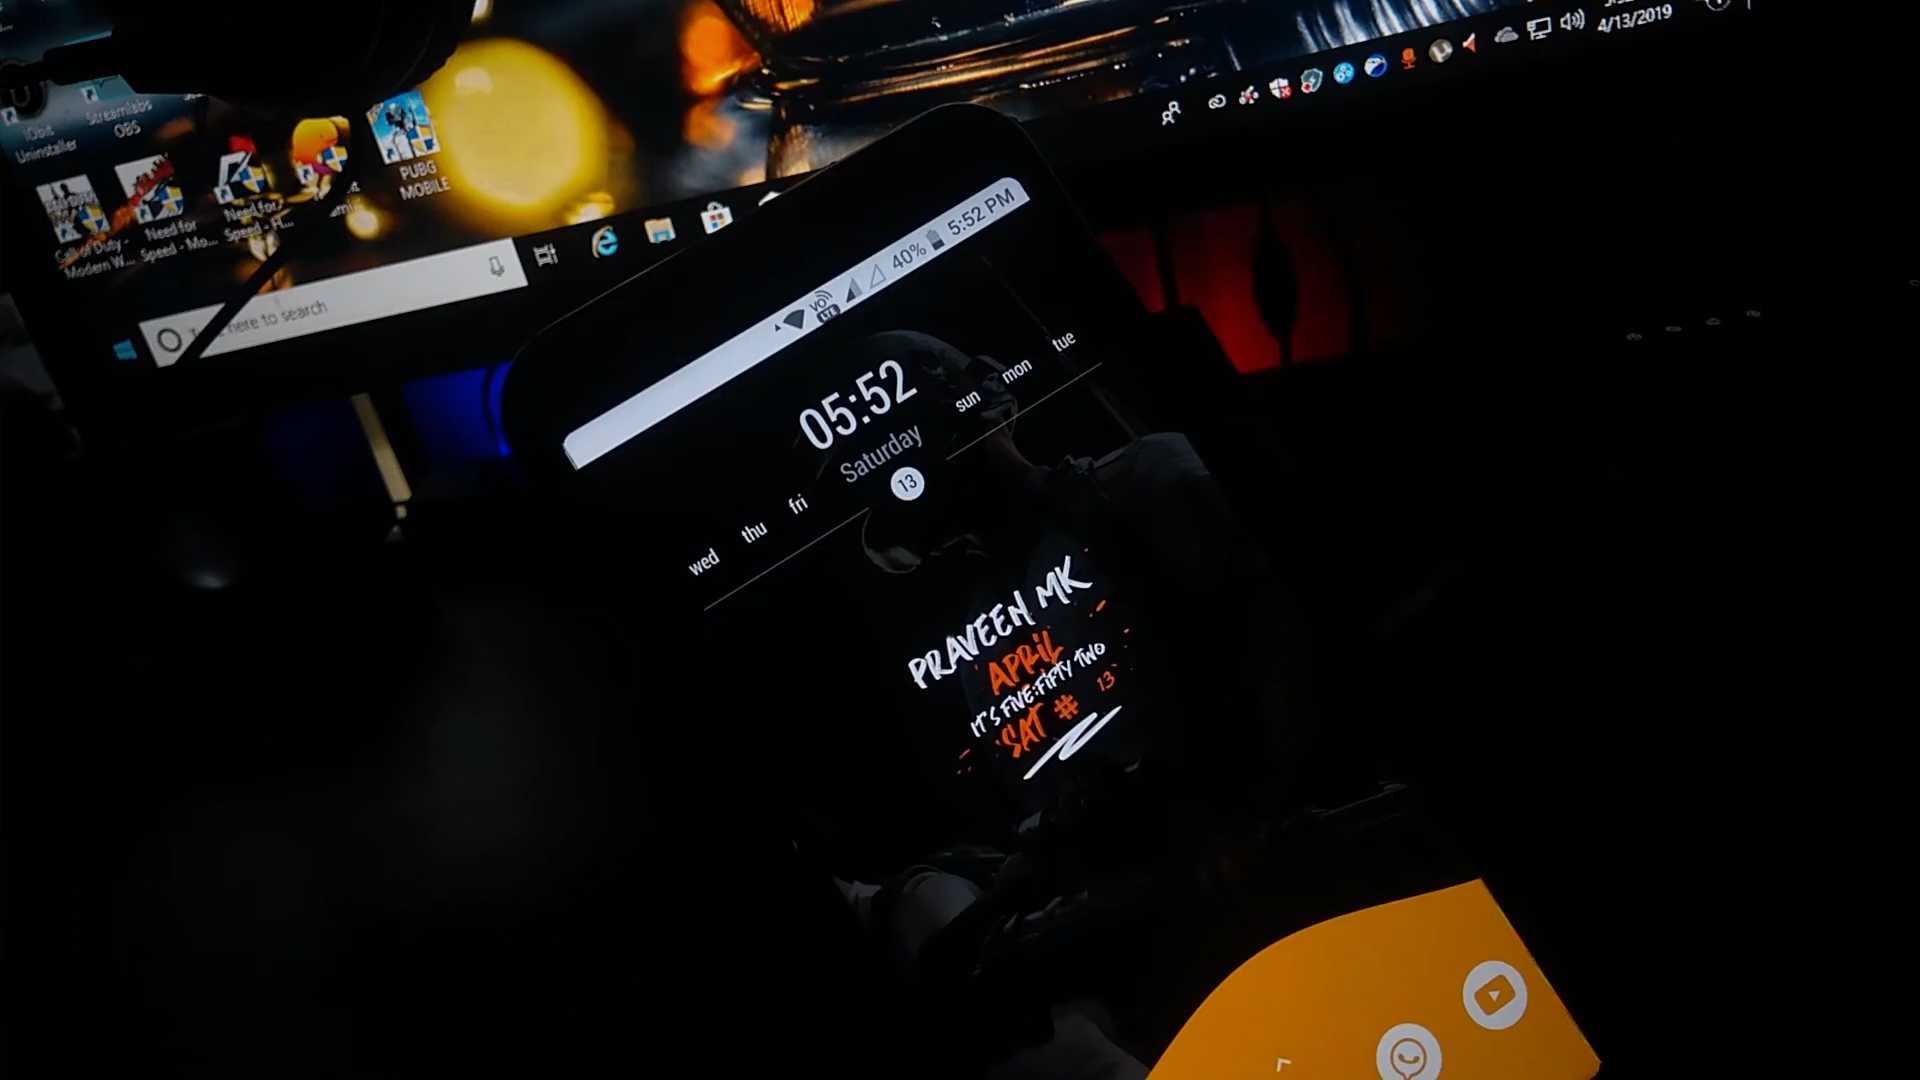 4/13/2019
IObit
Uninstaller
Streamlabs
OBS
Call of Duty -
Modern W...
Need for
Speed - Mo...
Need for
Speed - H...
PUBG
MOBILE
here to search
VO
LTE
40%
5:52 PM
05:52
Saturday
wed thu fri 13 sun mon tue
PRAVEEN MK
APRIL
IT'S FIVE:FIFTY TWO
SAT # 13